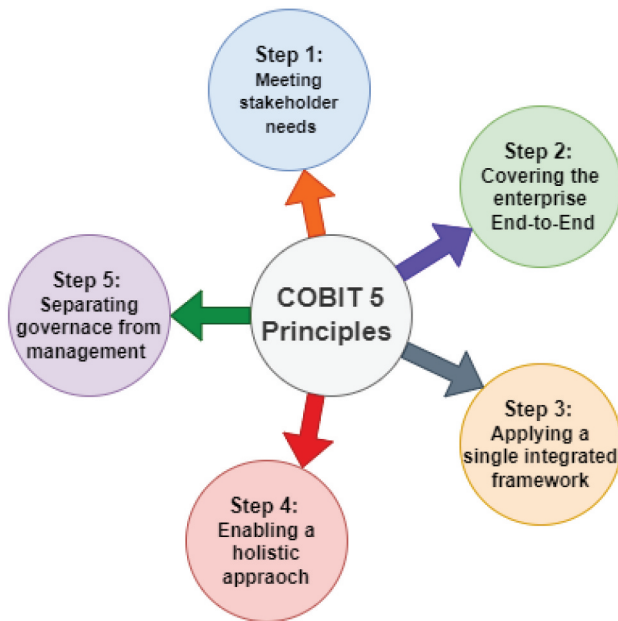 Step 1:
Meeting
stakeholder
needs
Step 2:
Covering the
enterprise
End-to-End
COBIT 5
Principles
Step 5:
Separating
governace from
management
Step 3:
Applying a
single integrated
framework
Step 4:
Enabling a
holistic
appraoch